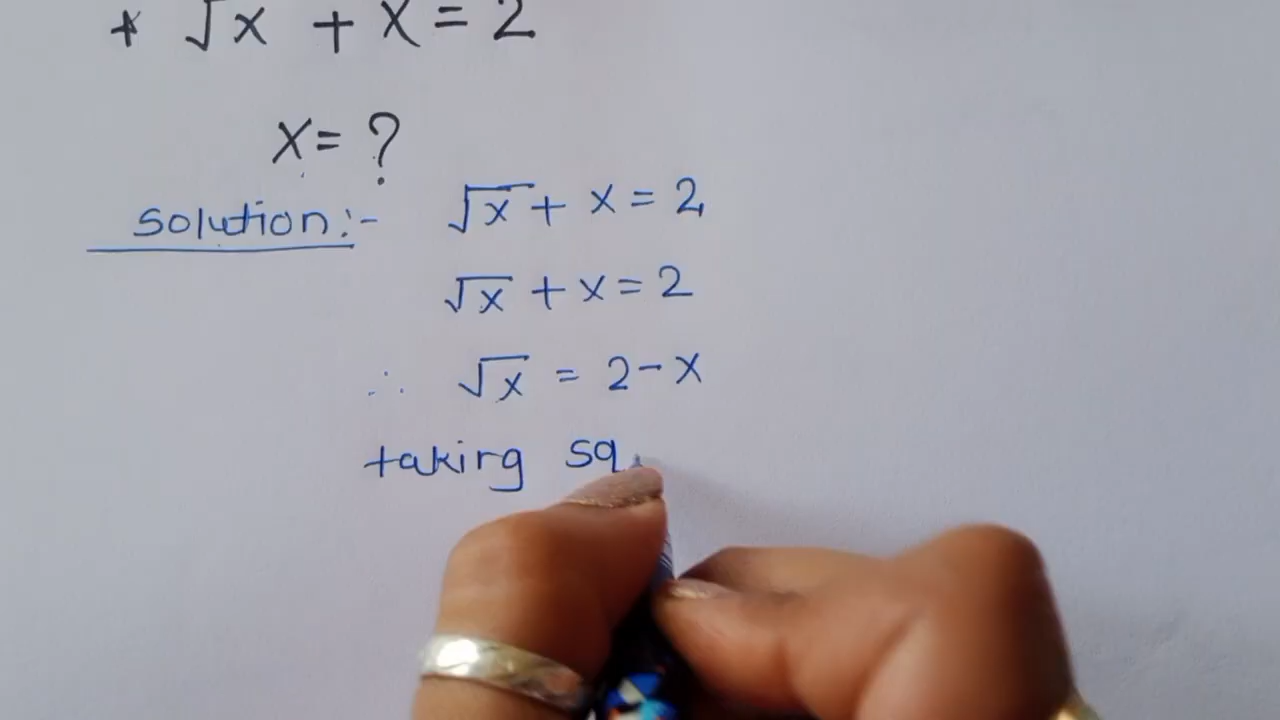 * √x + x = 2
x = ?
Solution:- √x + x = 2
√x + x = 2
∴ √x = 2 - x
taking sq